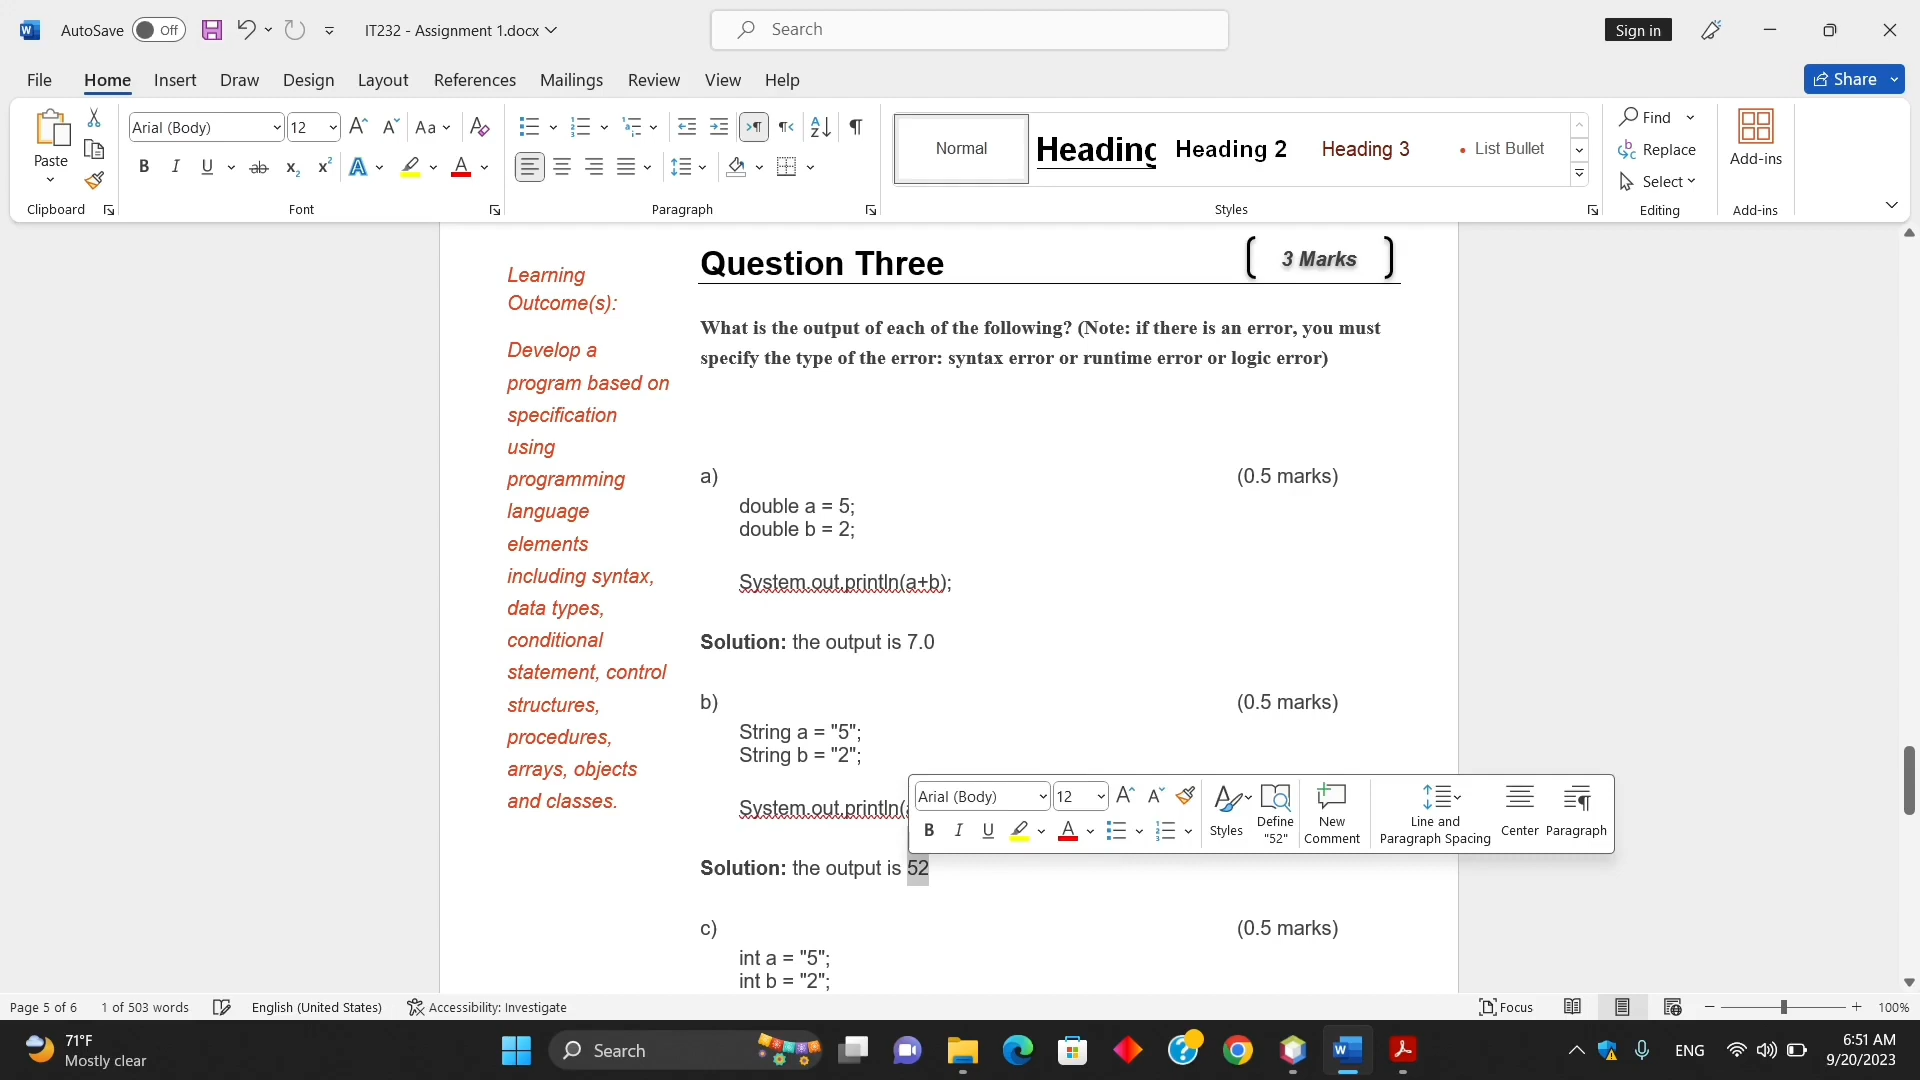 AutoSave Off IT232 - Assignment 1.docx Search Sign in
File Home Insert Draw Design Layout References Mailings Review View Help Share
Paste Arial (Body) 12 Aa Normal Heading Heading 2 Heading 3 • List Bullet Find Replace Select Add-ins
Clipboard Font Paragraph Styles Editing Add-ins
Question Three 3 Marks
Learning
Outcome(s):
Develop a
program based on
specification
using
programming
language
elements
including syntax,
data types,
conditional
statement, control
structures,
procedures,
arrays, objects
and classes.
What is the output of each of the following? (Note: if there is an error, you must
specify the type of the error: syntax error or runtime error or logic error)
a) (0.5 marks)
double a = 5;
double b = 2;
System.out.println(a+b);
Solution: the output is 7.0
b) (0.5 marks)
String a = "5";
String b = "2";
System.out.println(
Arial (Body) 12 Styles Define "52" New Comment Line and Paragraph Spacing Center Paragraph
B I U
Solution: the output is 52
c) (0.5 marks)
int a = "5";
int b = "2";
Page 5 of 6 1 of 503 words English (United States) Accessibility: Investigate Focus 100%
71°F
Mostly clear
Search
ENG
6:51 AM
9/20/2023